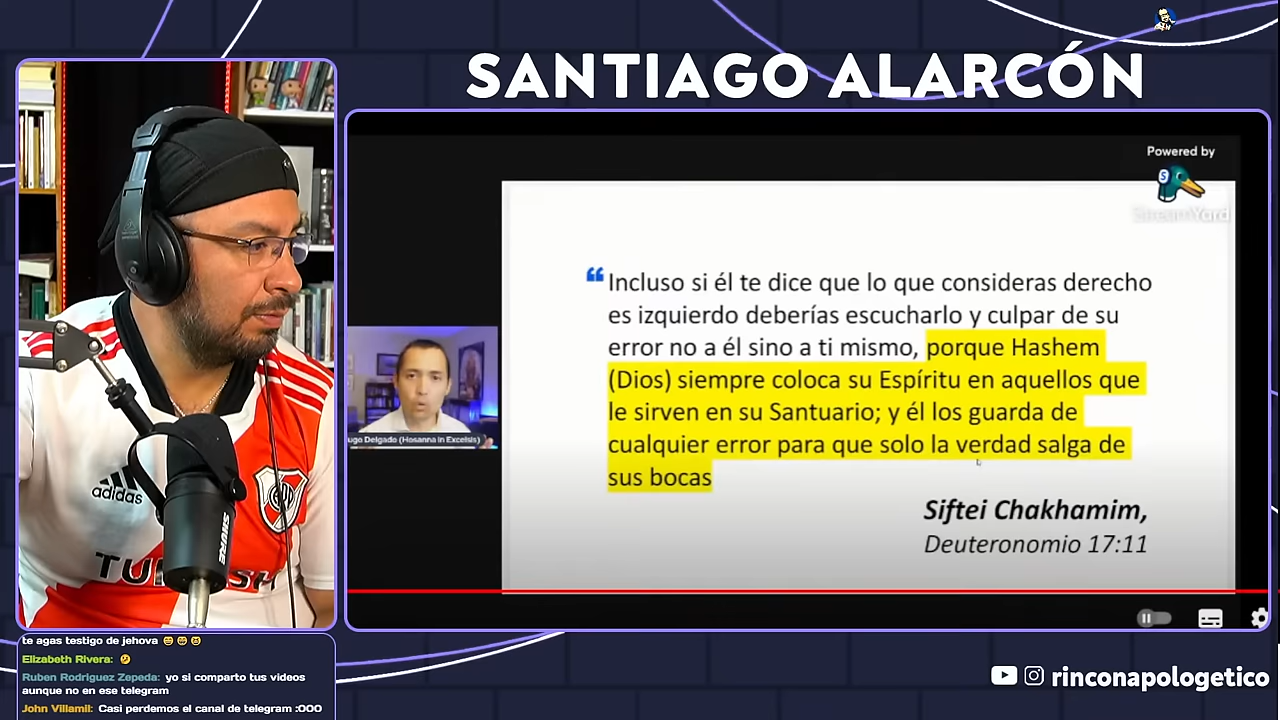 SANTIAGO ALARCÓN
Powered by
StreamYard
“Incluso si él te dice que lo que consideras derecho
es izquierdo deberías escucharlo y culpar de su
error no a él sino a ti mismo, porque Hashem
(Dios) siempre coloca su Espíritu en aquellos que
le sirven en su Santuario; y él los guarda de
cualquier error para que solo la verdad salga de
sus bocas
Siftei Chakhamim,
Deuteronomio 17:11
ugo Delgado (Hosanna in Excelsis)
adidas
SHURE
te agas testigo de jehova
Elizabeth Rivera:
Ruben Rodriguez Zepeda: yo si comparto tus videos
aunque no en ese telegram
John Villamil: Casi perdemos el canal de telegram :OOO
rinconapologetico